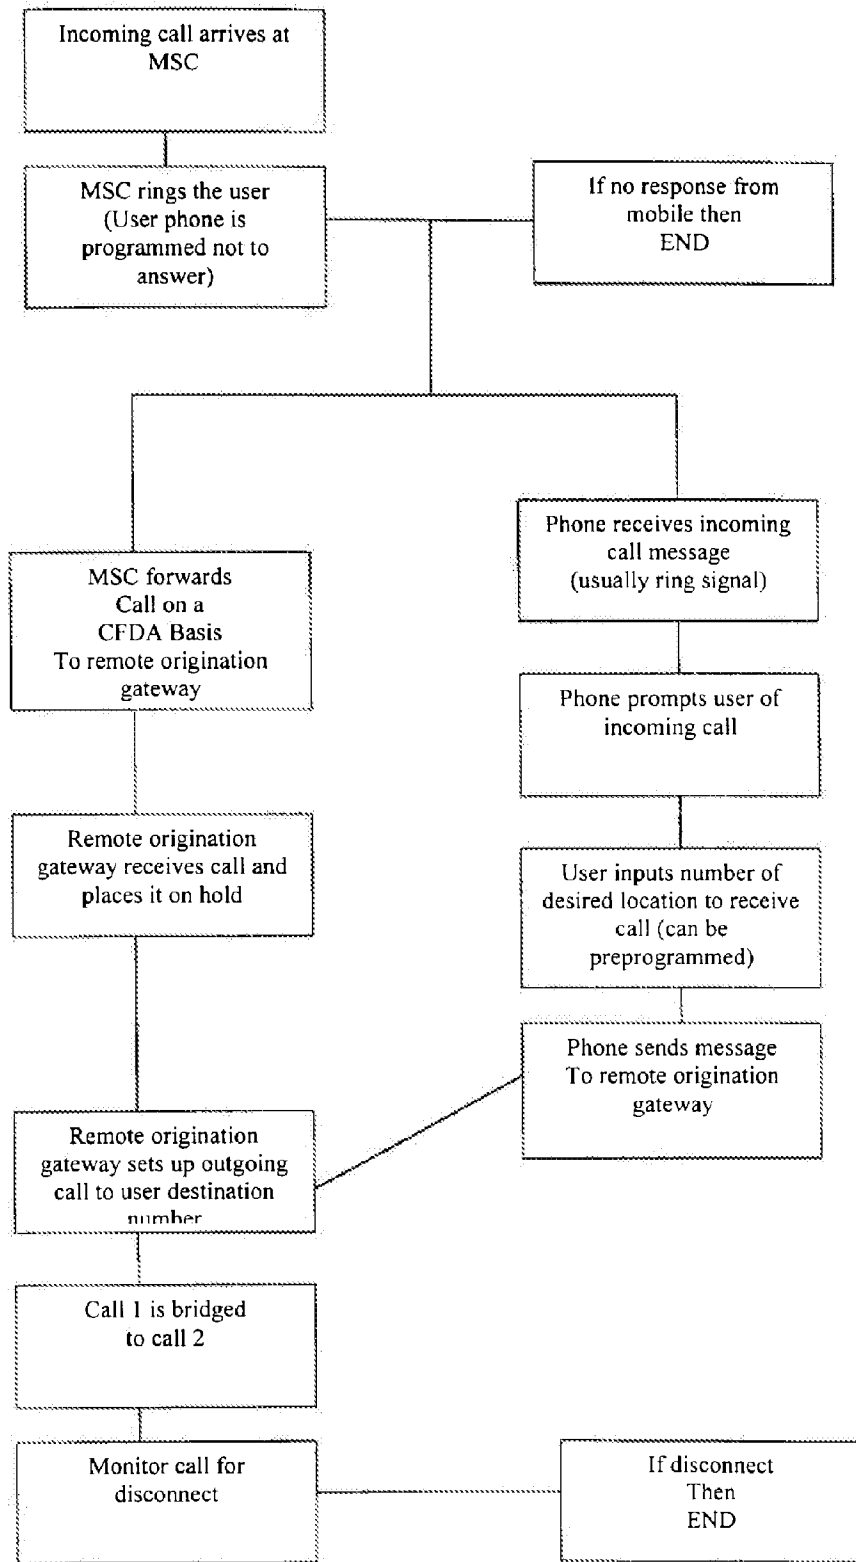 Incoming call arrives at
MSC
MSC rings the user
(User phone is
programmed not to
answer)
If no response from
mobile then
END
Phone receives incoming
call message
(usually ring signal)
MSC forwards
Call on a
CFDA Basis
To remote origination
gateway
Phone prompts user of
incoming call
Remote origination
gateway receives call and
places it on hold
User inputs number of
desired location to receive
call (can be
preprogrammed)
Phone sends message
To remote origination
gateway
Remote origination
gateway sets up outgoing
call to user destination
number
Call 1 is bridged
to call 2
Monitor call for
disconnect
If disconnect
Then
END